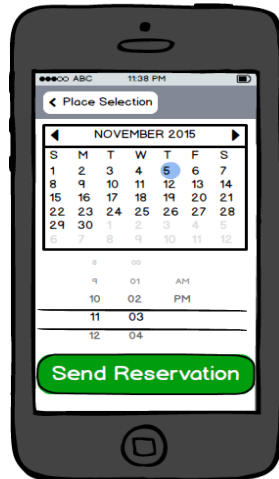 ABC 11:38 PM
< Place Selection
NOVEMBER 2015
S M T W T F S
1 2 3 4 5 6 7
8 9 10 11 12 13 14
15 16 17 18 19 20 21
22 23 24 25 26 27 28
29 30 1 2 3 4 5
6 7 8 9 10 11 12
8 00
9 01 AM
10 02 PM
11 03
12 04
Send Reservation